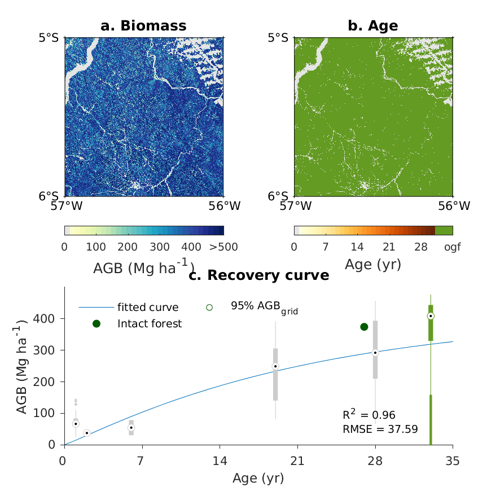 a. Biomass
b. Age
5°S
6°S
57°W
56°W
5°S
6°S
57°W
56°W
0 100 200 300 400 >500
AGB (Mg ha-1)
0 7 14 21 28 ogf
Age (yr)
c. Recovery curve
fitted curve
95% AGBgrid
Intact forest
AGB (Mg ha-1)
400
300
200
100
0
R2 = 0.96
RMSE = 37.59
0 7 14 21 28 35
Age (yr)